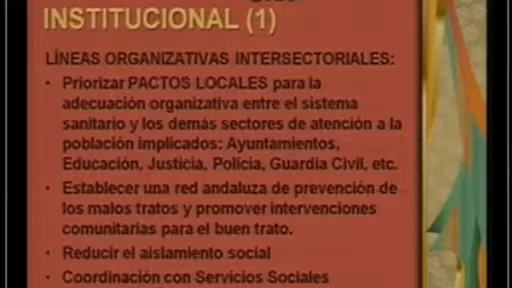 INSTITUCIONAL (1)
LÍNEAS ORGANIZATIVAS INTERSECTORIALES:
• Priorizar PACTOS LOCALES para la
adecuación organizativa entre el sistema
sanitario y los demás sectores de atención a la
población implicados: Ayuntamientos,
Educación, Justicia, Policía, Guardia Civil, etc.
• Establecer una red andaluza de prevención de
los malos tratos y promover intervenciones
comunitarias para el buen trato.
• Reducir el aislamiento social
• Coordinación con Servicios Sociales